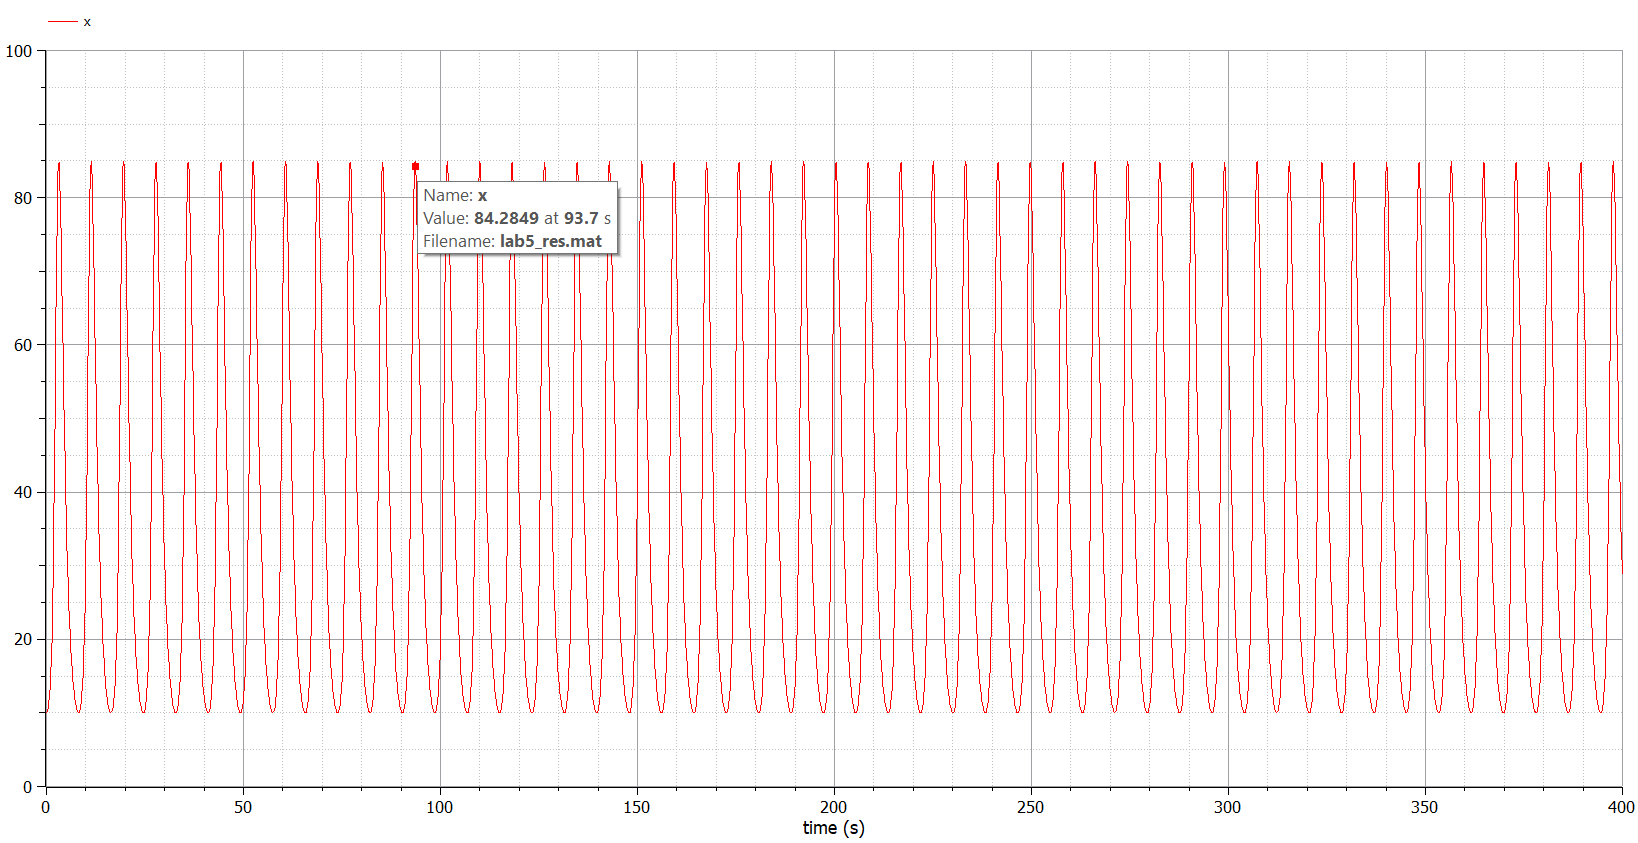 x
100
80
60
40
20
0
Name: x
Value: 84.2849 at 93.7 s
Filename: lab5_res.mat
0 50 100 150 200 250 300 350 400
time (s)